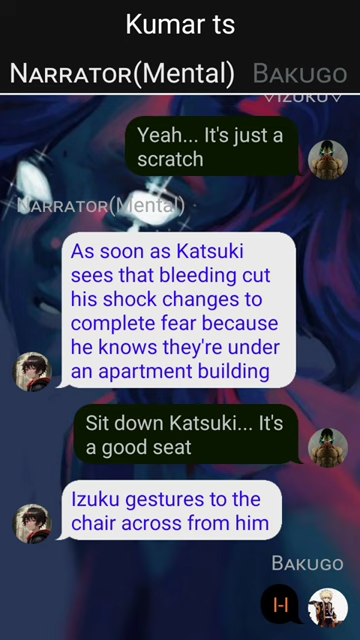 Kumar ts
NARRATOR(MENTAL) BAKUGO
♡IZUKU♡
Yeah... It's just a
scratch
NARRATOR(MENTAL)
As soon as Katsuki
sees that bleeding cut
his shock changes to
complete fear because
he knows they're under
an apartment building
Sit down Katsuki... It's
a good seat
Izuku gestures to the
chair across from him
BAKUGO
I-I